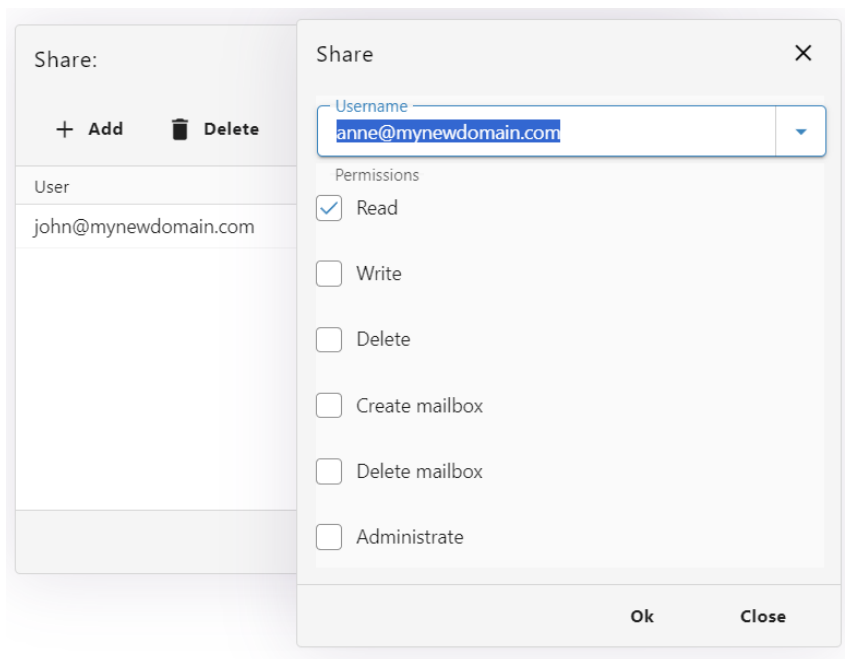 Share:
Add
Delete
User
john@mynewdomain.com
Share
Username
anne@mynewdomain.com
Permissions
Read
Write
Delete
Create mailbox
Delete mailbox
Administrate
Ok
Close